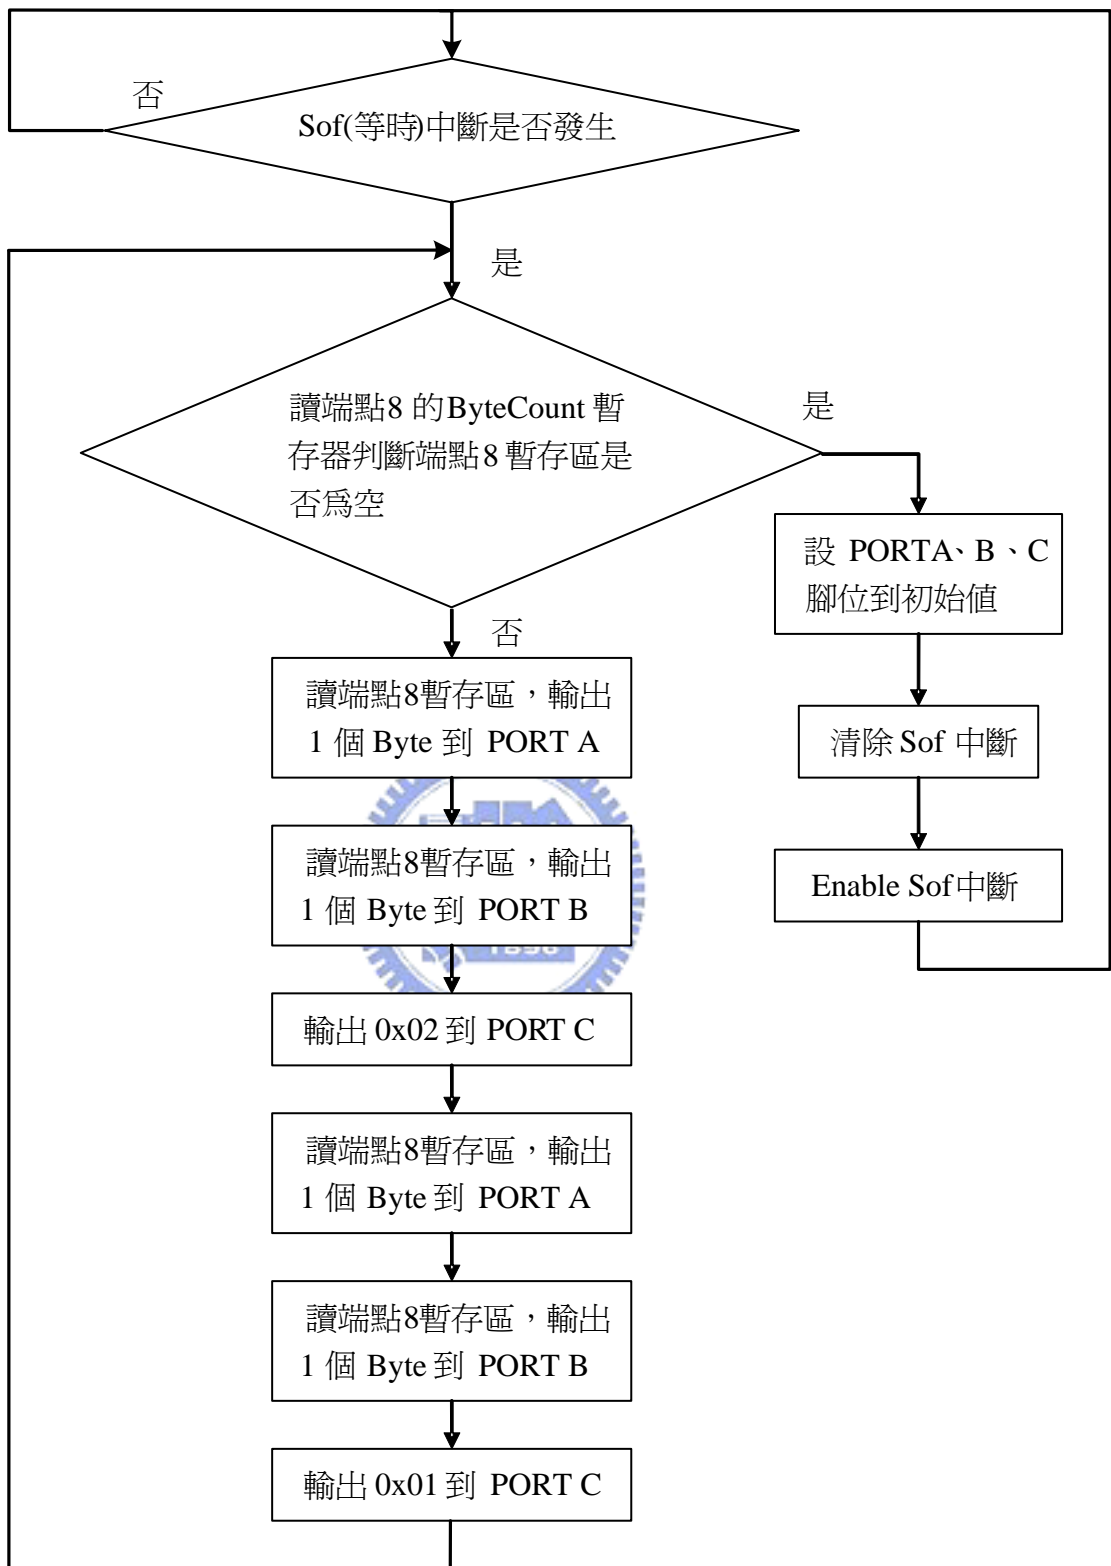 否
Sof(等時)中斷是否發生
是
讀端點8 的ByteCount 暫
存器判斷端點8 暫存區是
否為空
是
設 PORTA、B、C
腳位到初始值
否
讀端點8暫存區，輸出
1 個 Byte 到 PORT A
清除 Sof 中斷
讀端點8暫存區，輸出
1 個 Byte 到 PORT B
Enable Sof中斷
1896
輸出 0x02 到 PORT C
讀端點8暫存區，輸出
1 個 Byte 到 PORT A
讀端點8暫存區，輸出
1 個 Byte 到 PORT B
輸出 0x01 到 PORT C